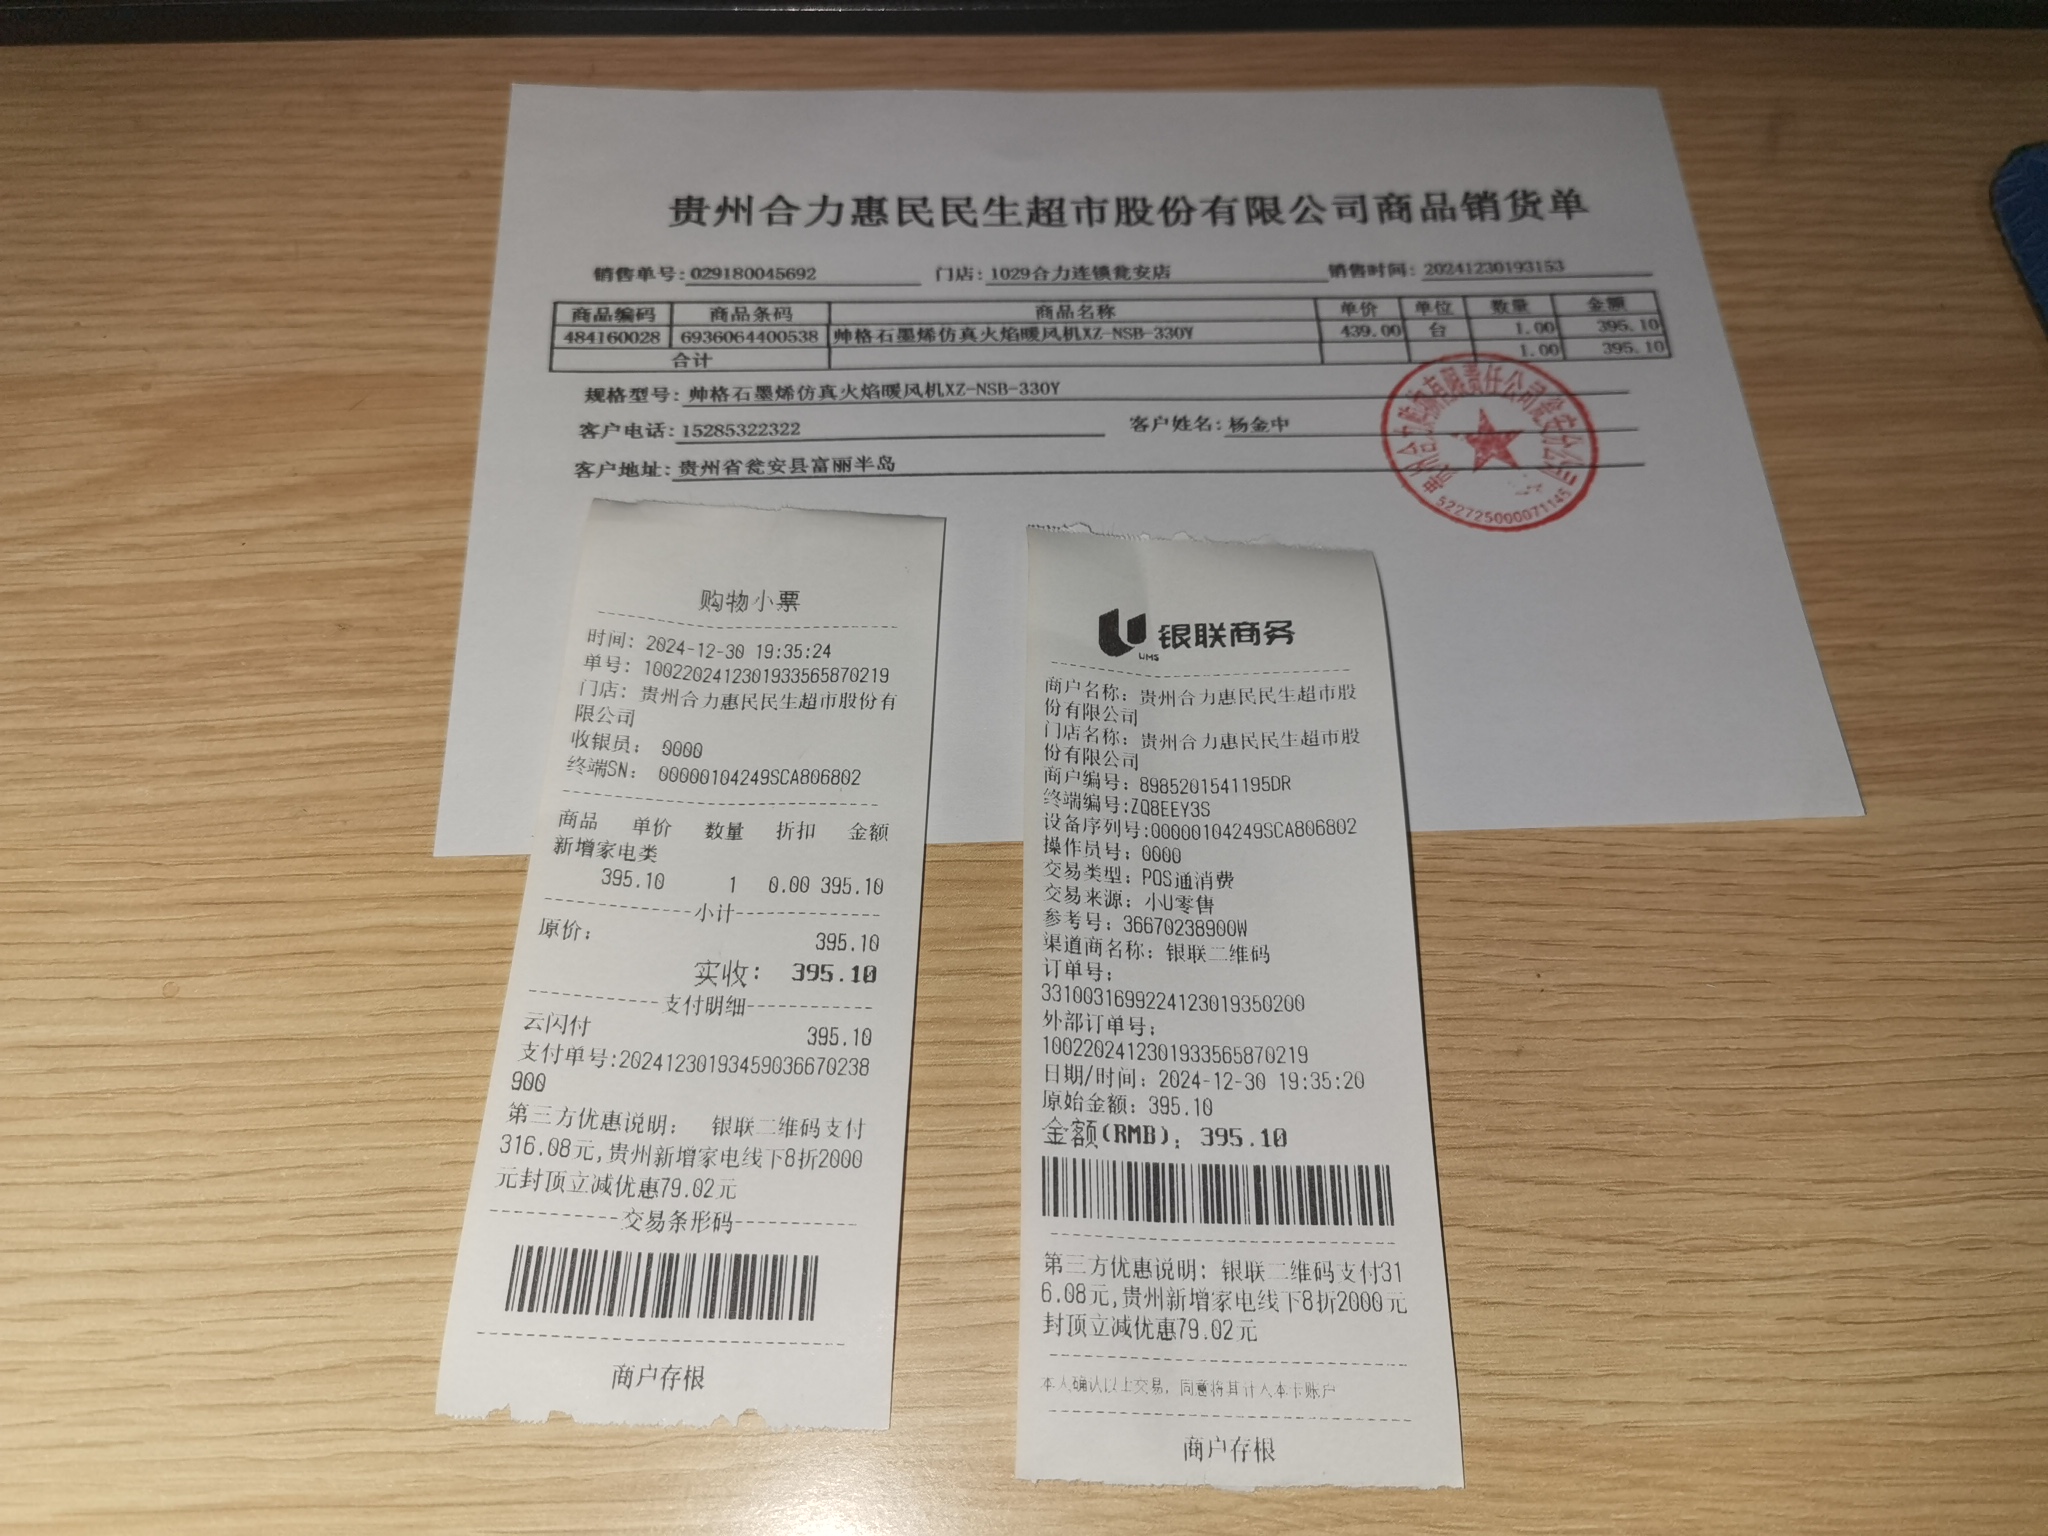 贵州合力惠民民生超市股份有限公司商品销货单
销售单号:029180045692 门店:1029合力连锁瓮安店 销售时间:20241230193153
商品编码 商品条码 商品名称 单价 单位 数量 金额
484160028 6936064400538 帅格石墨烯仿真火焰暖风机XZ-NSB-330Y 439.00 台 1.00 395.10
合计 1.00 395.10
规格型号:帅格石墨烯仿真火焰暖风机XZ-NSB-330Y
客户电话:15285322322 客户姓名:杨金中
客户地址:贵州省瓮安县富丽半岛
522725000071145
购物小票
时间: 2024-12-30 19:35:24
单号: 10022024123019335658​70219
门店: 贵州合力惠民民生超市股份有
限公司
收银员: 0000
终端SN: 00000104249SCA806802
商品 单价 数量 折扣 金额
新增家电类
395.10 1 0.00 395.10
小计
原价: 395.10
实收: 395.10
支付明细
云闪付 395.10
支付单号:20241230193459036670238
900
第三方优惠说明: 银联二维码支付
316.08元,贵州新增家电线下8折2000
元封顶立减优惠79.02元
交易条形码
商户存根
UMS 银联商务
商户名称: 贵州合力惠民民生超市股
份有限公司
门店名称: 贵州合力惠民民生超市股
份有限公司
商户编号: 8985201541195DR
终端编号:ZQ8EEY3S
设备序列号:00000104249SCA806802
操作员号: 0000
交易类型: POS通消费
交易来源: 小U零售
参考号: 36670238900W
渠道商名称: 银联二维码
订单号:
33100316992241230193​50200
外部订单号:
10022024123019335658​70219
日期/时间: 2024-12-30 19:35:20
原始金额: 395.10
金额(RMB): 395.10
第三方优惠说明: 银联二维码支付31
6.08元,贵州新增家电线下8折2000元
封顶立减优惠79.02元
本人确认以上交易, 同意将其计入本卡账户
商户存根